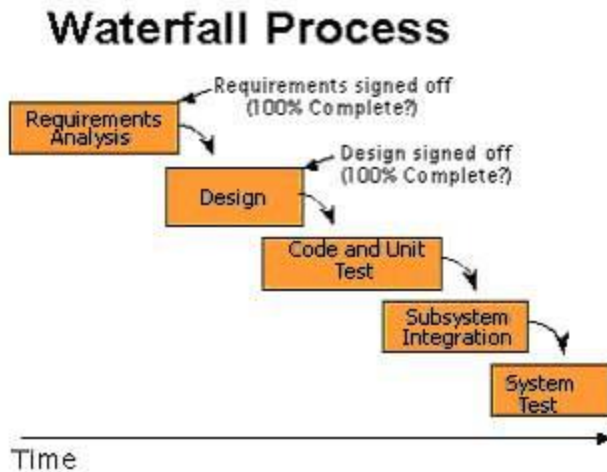 Waterfall Process
Requirements signed off
(100% Complete?)
Requirements
Analysis
Design signed off
(100% Complete?)
Design
Code and Unit
Test
Subsystem
Integration
System
Test
Time